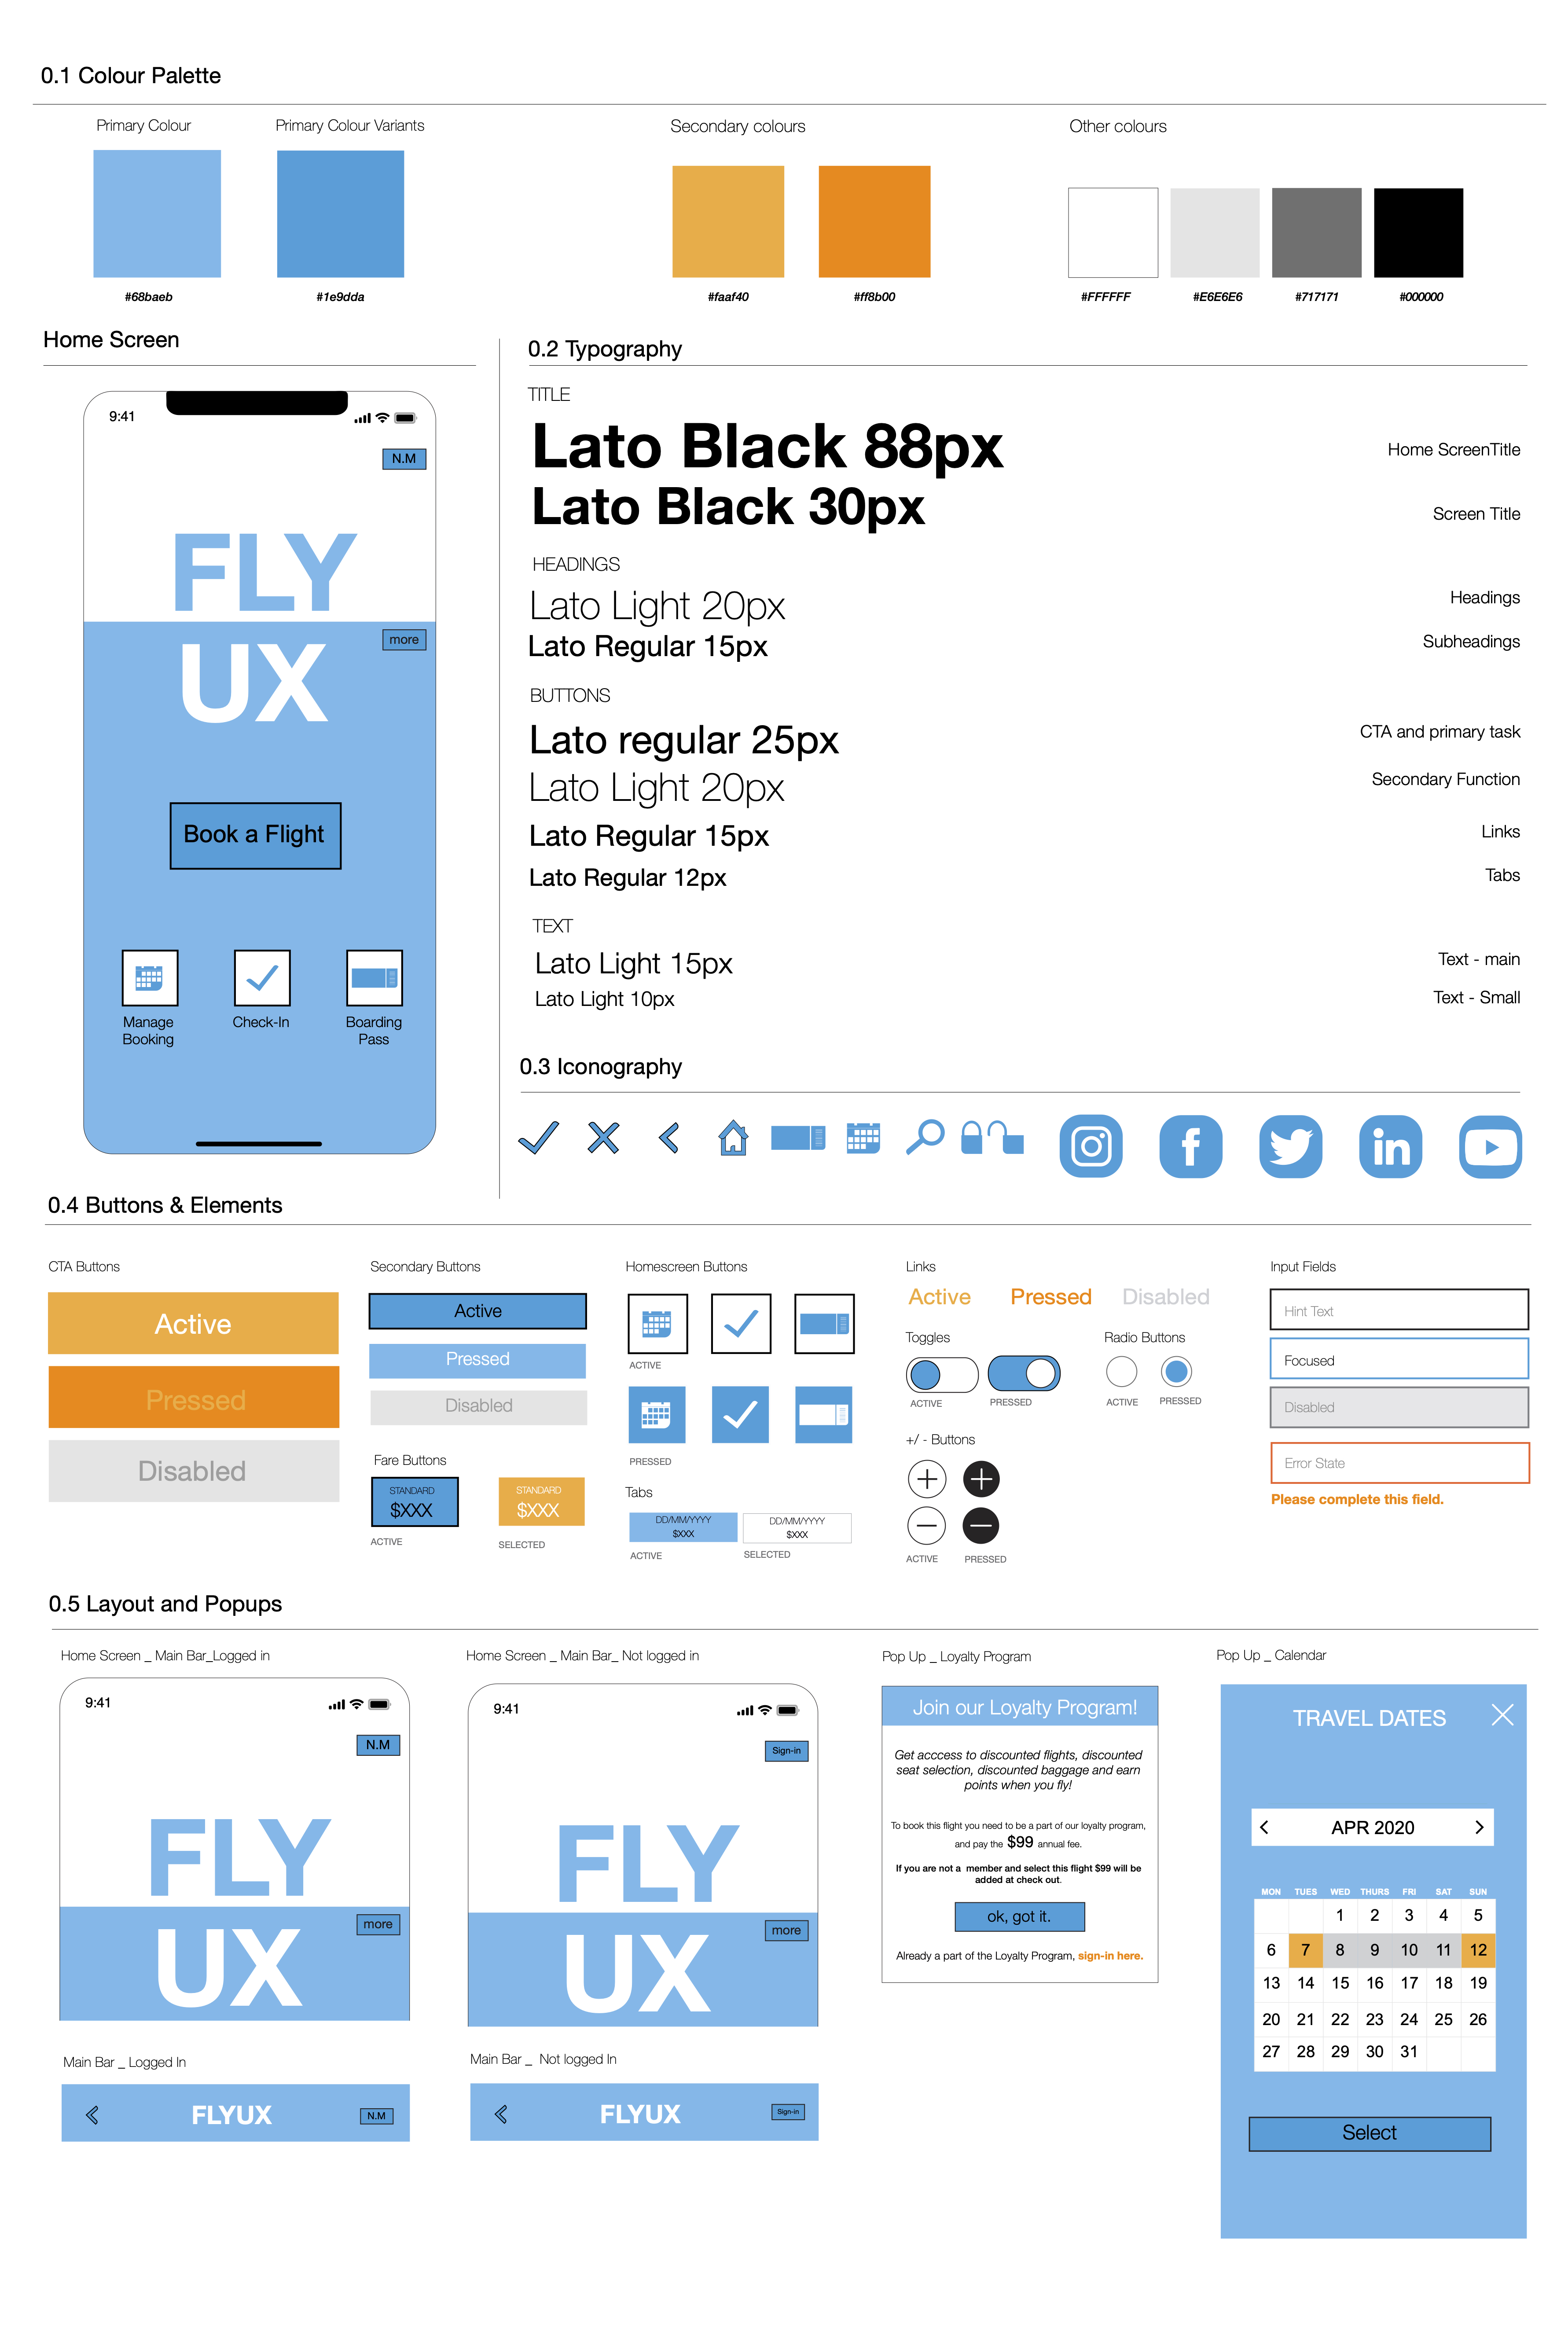 0.1 Colour Palette
Primary Colour
Primary Colour Variants
Secondary colours
Other colours
#68baeb
#1e9dda
#faaf40
#ff8b00
#FFFFFF
#E6E6E6
#717171
#000000
Home Screen
9:41
N.M
FLY
more
UX
Book a Flight
Manage
Booking
Check-In
Boarding
Pass
0.2 Typography
TITLE
Lato Black 88px
Home ScreenTitle
Lato Black 30px
Screen Title
HEADINGS
Lato Light 20px
Headings
Lato Regular 15px
Subheadings
BUTTONS
Lato regular 25px
CTA and primary task
Lato Light 20px
Secondary Function
Lato Regular 15px
Links
Lato Regular 12px
Tabs
TEXT
Lato Light 15px
Text - main
Lato Light 10px
Text - Small
0.3 Iconography
in
0.4 Buttons & Elements
CTA Buttons
Active
Pressed
Disabled
Secondary Buttons
Active
Pressed
Disabled
Fare Buttons
STANDARD
$XXX
ACTIVE
STANDARD
$XXX
SELECTED
Homescreen Buttons
ACTIVE
PRESSED
Tabs
DD/MM/YYYY
$XXX
ACTIVE
DD/MM/YYYY
$XXX
SELECTED
Links
Active Pressed Disabled
Toggles
ACTIVE
PRESSED
Radio Buttons
ACTIVE
PRESSED
+/ - Buttons
ACTIVE
PRESSED
Input Fields
Hint Text
Focused
Disabled
Error State
Please complete this field.
0.5 Layout and Popups
Home Screen _ Main Bar_Logged in
9:41
N.M
FLY
more
UX
Main Bar _ Logged In
FLYUX
N.M
Home Screen _ Main Bar_ Not logged in
9:41
Sign-in
FLY
more
UX
Main Bar _ Not logged In
FLYUX
Sign-in
Pop Up _ Loyalty Program
Join our Loyalty Program!
Get acccess to discounted flights, discounted
seat selection, discounted baggage and earn
points when you fly!
To book this flight you need to be a part of our loyalty program,
and pay the $99 annual fee.
If you are not a member and select this flight $99 will be
added at check out.
ok, got it.
Already a part of the Loyalty Program, sign-in here.
Pop Up _ Calendar
TRAVEL DATES
APR 2020
MON TUES WED THURS FRI SAT SUN
1 2 3 4 5
6 7 8 9 10 11 12
13 14 15 16 17 18 19
20 21 22 23 24 25 26
27 28 29 30 31
Select